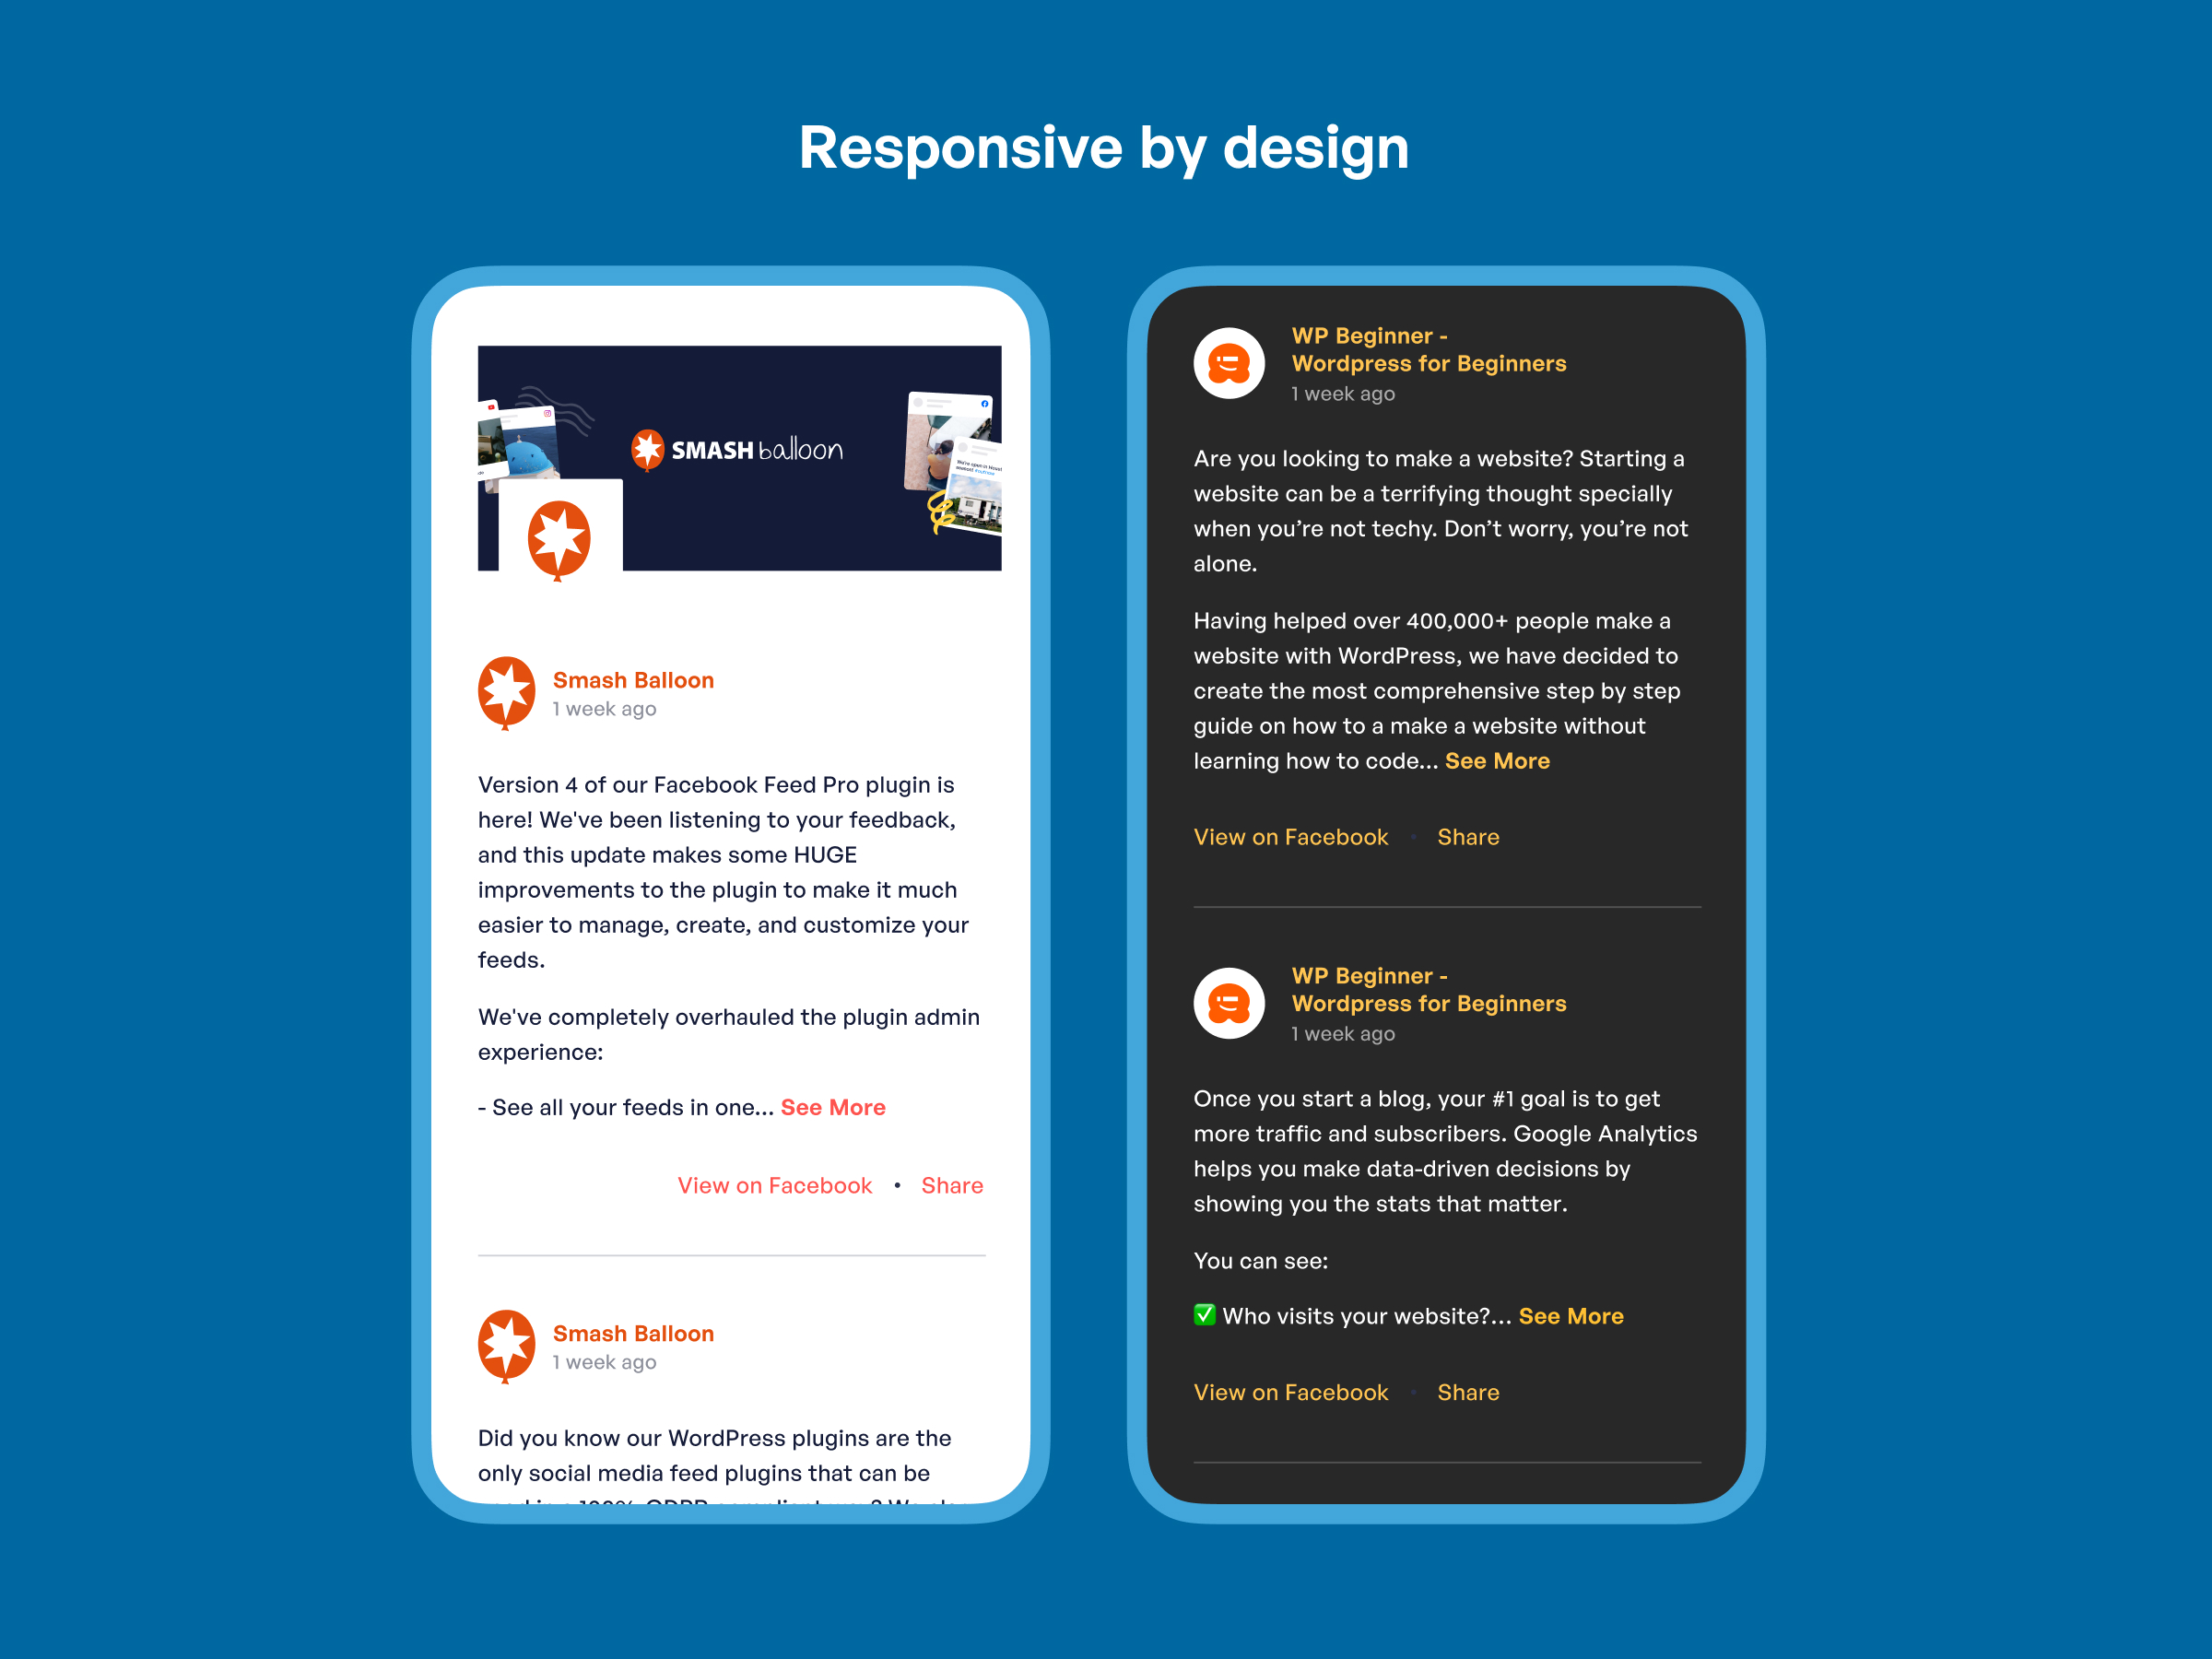 Responsive by design
SMASH balloon
Smash Balloon
1 week ago
Version 4 of our Facebook Feed Pro plugin is
here! We've been listening to your feedback,
and this update makes some HUGE
improvements to the plugin to make it much
easier to manage, create, and customize your
feeds.
We've completely overhauled the plugin admin
experience:
- See all your feeds in one... See More
View on Facebook • Share
Smash Balloon
1 week ago
Did you know our WordPress plugins are the
only social media feed plugins that can be
WP Beginner -
Wordpress for Beginners
1 week ago
Are you looking to make a website? Starting a
website can be a terrifying thought specially
when you’re not techy. Don’t worry, you’re not
alone.
Having helped over 400,000+ people make a
website with WordPress, we have decided to
create the most comprehensive step by step
guide on how to a make a website without
learning how to code... See More
View on Facebook • Share
WP Beginner -
Wordpress for Beginners
1 week ago
Once you start a blog, your #1 goal is to get
more traffic and subscribers. Google Analytics
helps you make data-driven decisions by
showing you the stats that matter.
You can see:
✅ Who visits your website?... See More
View on Facebook • Share